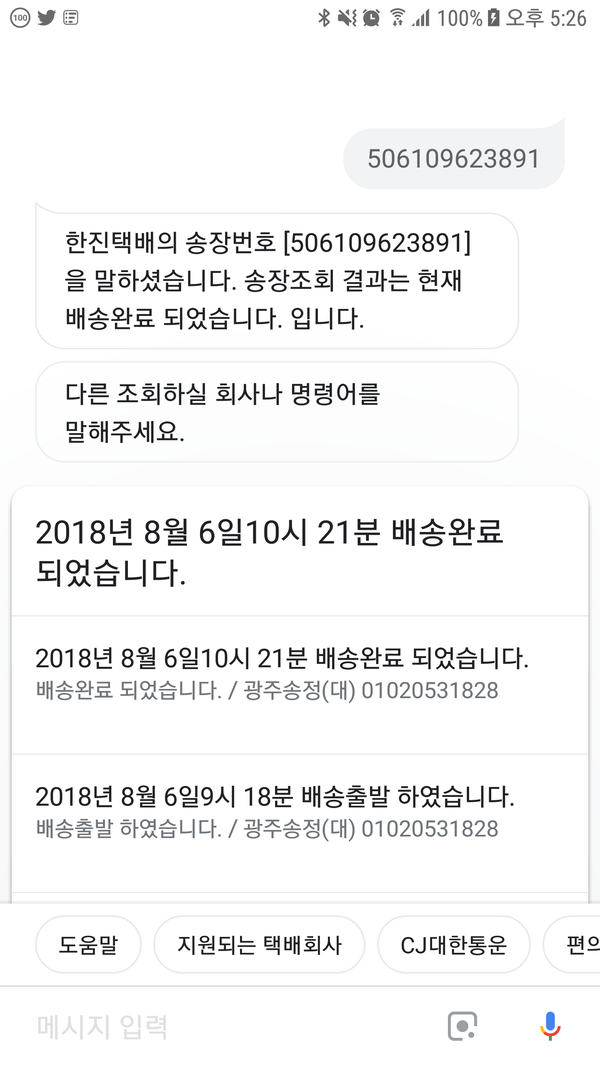 100 100% 오후 5:26
506109623891
한진택배의 송장번호 [506109623891]
을 말하셨습니다. 송장조회 결과는 현재
배송완료 되었습니다. 입니다.
다른 조회하실 회사나 명령어를
말해주세요.
2018년 8월 6일10시 21분 배송완료
되었습니다.
2018년 8월 6일10시 21분 배송완료 되었습니다.
배송완료 되었습니다. / 광주송정(대) 01020531828
2018년 8월 6일9시 18분 배송출발 하였습니다.
배송출발 하였습니다. / 광주송정(대) 01020531828
도움말 지원되는 택배회사 CJ대한통운 편의
메시지 입력